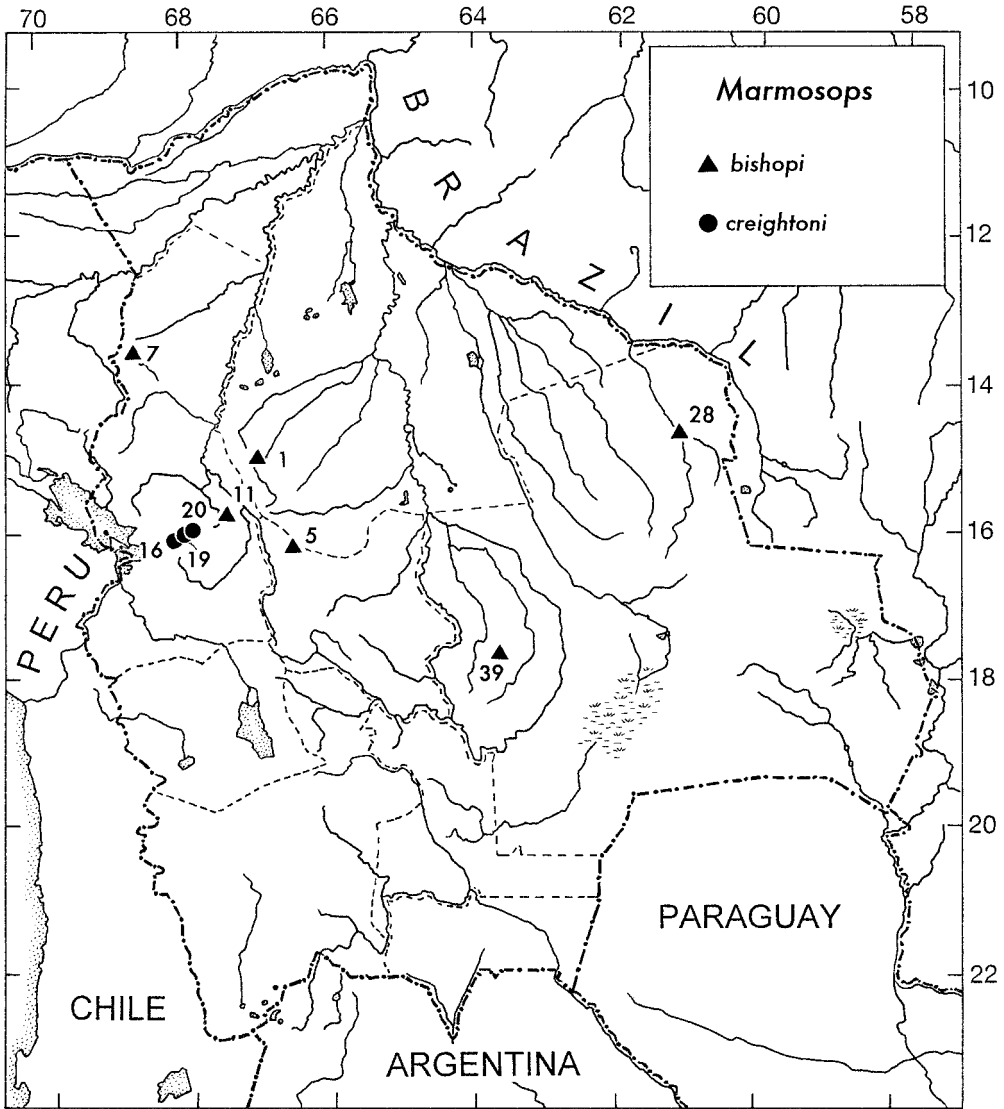 70 68 66 64 62 60 58
Marmosops
bishopi
creightoni
BRAZIL
10
12
14
16
18
20
22
7
28
1
11
20
5
16
19
39
PERU
PARAGUAY
CHILE
ARGENTINA